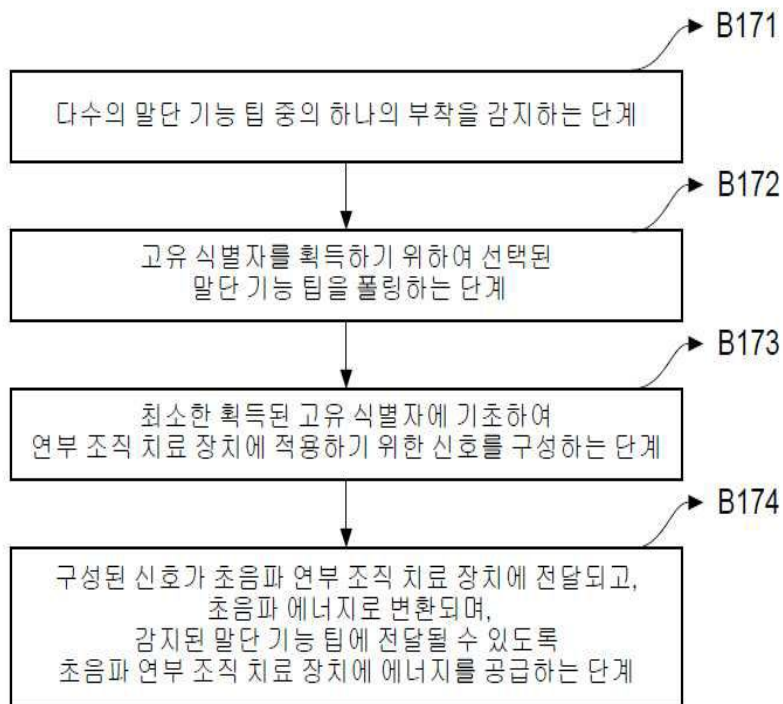 B171
다수의 말단 기능 팁 중의 하나의 부착을 감지하는 단계
B172
고유 식별자를 획득하기 위하여 선택된
말단 기능 팁을 폴링하는 단계
B173
최소한 획득된 고유 식별자에 기초하여
연부 조직 치료 장치에 적용하기 위한 신호를 구성하는 단계
B174
구성된 신호가 초음파 연부 조직 치료 장치에 전달되고,
초음파 에너지로 변환되며,
감지된 말단 기능 팁에 전달될 수 있도록
초음파 연부 조직 치료 장치에 에너지를 공급하는 단계